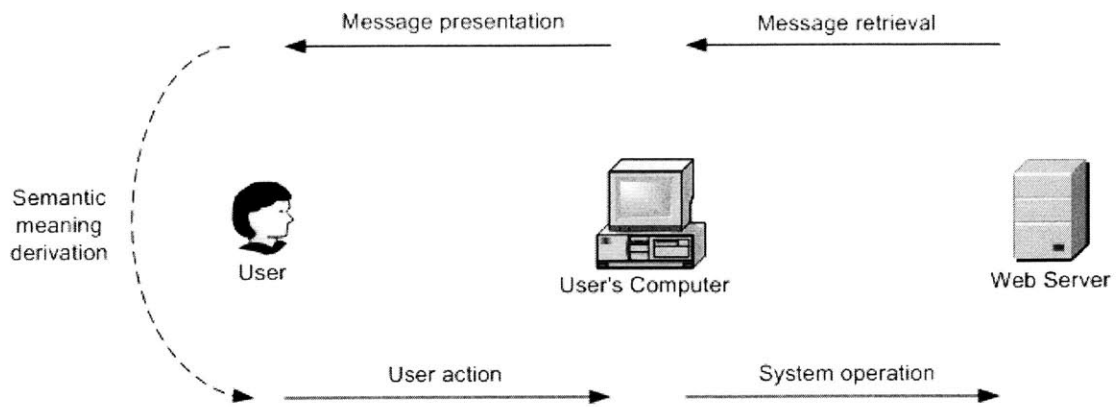 Message presentation
Message retrieval
Semantic
meaning
derivation
User
User's Computer
Web Server
User action
System operation